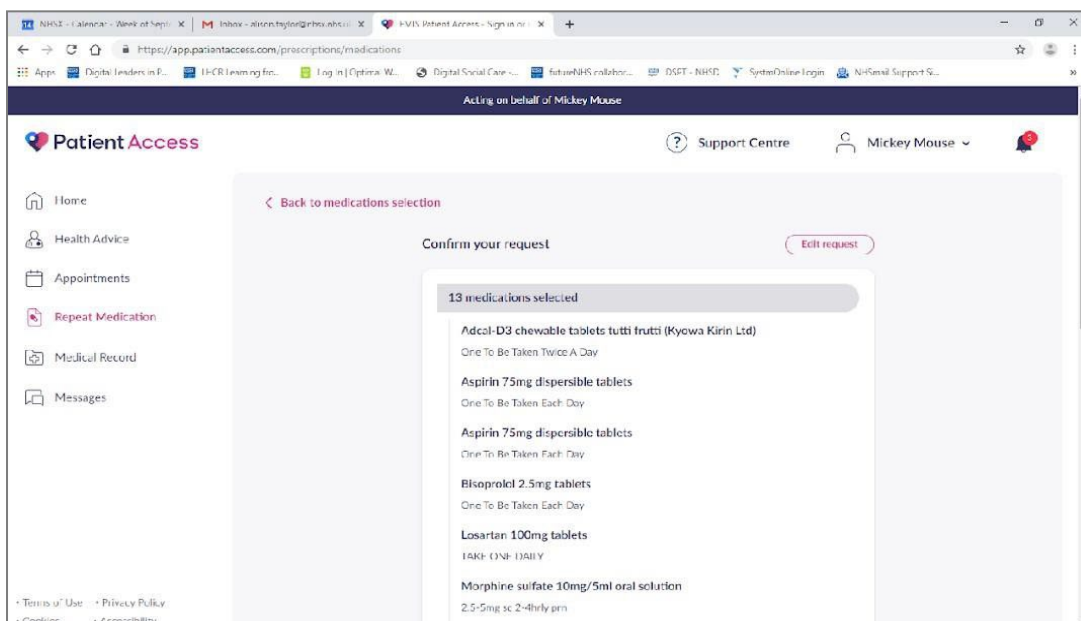 NHSX - Calendar - Week of Sept
Inbox - alison.taylor@nhsx.nhs.u
EMIS Patient Access - Sign in or
https://app.patientaccess.com/prescriptions/medications
Apps
Digital Leaders in P...
LHCR Learning fro...
Log In | Optimal W...
Digital Social Care -...
futureNHS collabor...
DSPT - NHSD
SystmOnline Login
NHSmail Support Si...
Acting on behalf of Mickey Mouse
Patient Access
Support Centre
Mickey Mouse
3
Home
Health Advice
Appointments
Repeat Medication
Medical Record
Messages
Back to medications selection
Confirm your request
Edit request
13 medications selected
Adcal-D3 chewable tablets tutti frutti (Kyowa Kirin Ltd)
One To Be Taken Twice A Day
Aspirin 75mg dispersible tablets
One To Be Taken Each Day
Aspirin 75mg dispersible tablets
One To Be Taken Each Day
Bisoprolol 2.5mg tablets
One To Be Taken Each Day
Losartan 100mg tablets
TAKE ONE DAILY
Morphine sulfate 10mg/5ml oral solution
2.5-5mg sc 2-4hrly prn
• Terms of Use • Privacy Policy
• Cookies • Accessibility